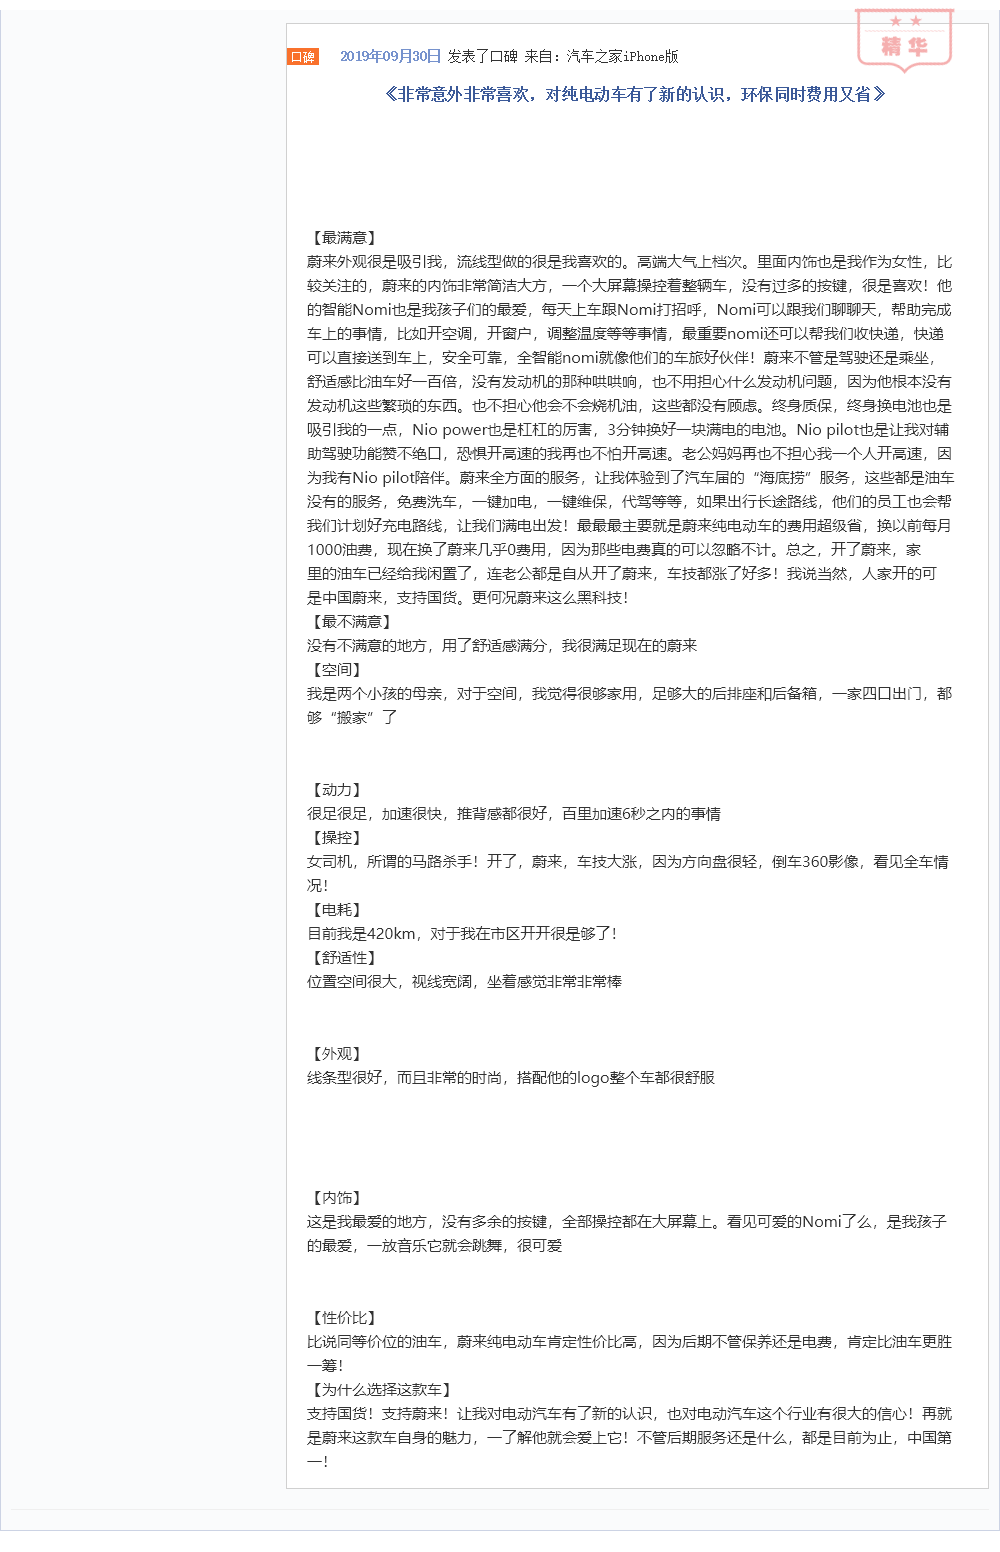 精 华
口碑 2019年09月30日 发表了口碑 来自：汽车之家iPhone版
《非常意外非常喜欢，对纯电动车有了新的认识，环保同时费用又省》
【最满意】
蔚来外观很是吸引我，流线型做的很是我喜欢的。高端大气上档次。里面内饰也是我作为女性，比
较关注的，蔚来的内饰非常简洁大方，一个大屏幕操控着整辆车，没有过多的按键，很是喜欢！他
的智能Nomi也是我孩子们的最爱，每天上车跟Nomi打招呼，Nomi可以跟我们聊聊天，帮助完成
车上的事情，比如开空调，开窗户，调整温度等等事情，最重要nomi还可以帮我们收快递，快递
可以直接送到车上，安全可靠，全智能nomi就像他们的车旅好伙伴！蔚来不管是驾驶还是乘坐，
舒适感比油车好一百倍，没有发动机的那种哄哄响，也不用担心什么发动机问题，因为他根本没有
发动机这些繁琐的东西。也不担心他会不会烧机油，这些都没有顾虑。终身质保，终身换电池也是
吸引我的一点，Nio power也是杠杠的厉害，3分钟换好一块满电的电池。Nio pilot也是让我对辅
助驾驶功能赞不绝口，恐惧开高速的我再也不怕开高速。老公妈妈再也不担心我一个人开高速，因
为我有Nio pilot陪伴。蔚来全方面的服务，让我体验到了汽车届的“海底捞”服务，这些都是油车
没有的服务，免费洗车，一键加电，一键维保，代驾等等，如果出行长途路线，他们的员工也会帮
我们计划好充电路线，让我们满电出发！最最最主要就是蔚来纯电动车的费用超级省，换以前每月
1000油费，现在换了蔚来几乎0费用，因为那些电费真的可以忽略不计。总之，开了蔚来，家
里的油车已经给我闲置了，连老公都是自从开了蔚来，车技都涨了好多！我说当然，人家开的可
是中国蔚来，支持国货。更何况蔚来这么黑科技！
【最不满意】
没有不满意的地方，用了舒适感满分，我很满足现在的蔚来
【空间】
我是两个小孩的母亲，对于空间，我觉得很够家用，足够大的后排座和后备箱，一家四口出门，都
够“搬家”了
【动力】
很足很足，加速很快，推背感都很好，百里加速6秒之内的事情
【操控】
女司机，所谓的马路杀手！开了，蔚来，车技大涨，因为方向盘很轻，倒车360影像，看见全车情
况！
【电耗】
目前我是420km，对于我在市区开开很是够了！
【舒适性】
位置空间很大，视线宽阔，坐着感觉非常非常棒
【外观】
线条型很好，而且非常的时尚，搭配他的logo整个车都很舒服
【内饰】
这是我最爱的地方，没有多余的按键，全部操控都在大屏幕上。看见可爱的Nomi了么，是我孩子
的最爱，一放音乐它就会跳舞，很可爱
【性价比】
比说同等价位的油车，蔚来纯电动车肯定性价比高，因为后期不管保养还是电费，肯定比油车更胜
一筹！
【为什么选择这款车】
支持国货！支持蔚来！让我对电动汽车有了新的认识，也对电动汽车这个行业有很大的信心！再就
是蔚来这款车自身的魅力，一了解他就会爱上它！不管后期服务还是什么，都是目前为止，中国第
一！